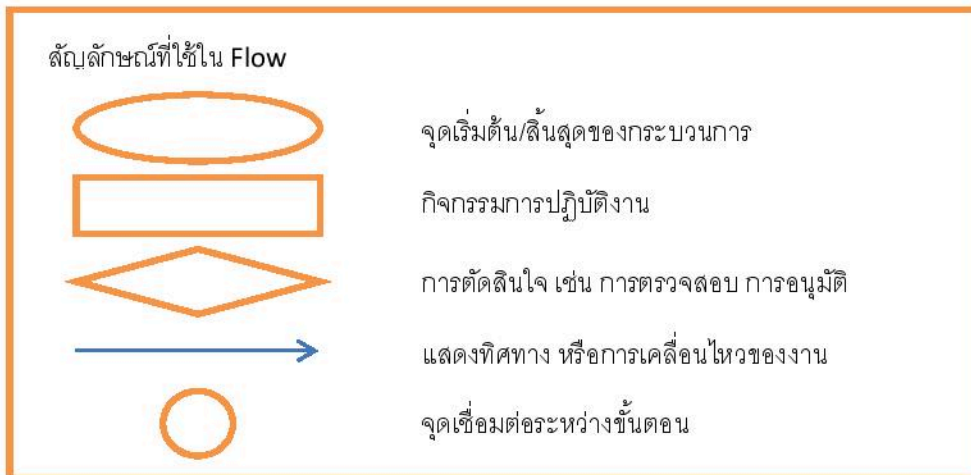 สัญลักษณ์ที่ใช้ใน Flow
จุดเริ่มต้น/สิ้นสุดของกระบวนการ
กิจกรรมการปฏิบัติงาน
การตัดสินใจ เช่น การตรวจสอบ การอนุมัติ
แสดงทิศทาง หรือการเคลื่อนไหวของงาน
จุดเชื่อมต่อระหว่างขั้นตอน